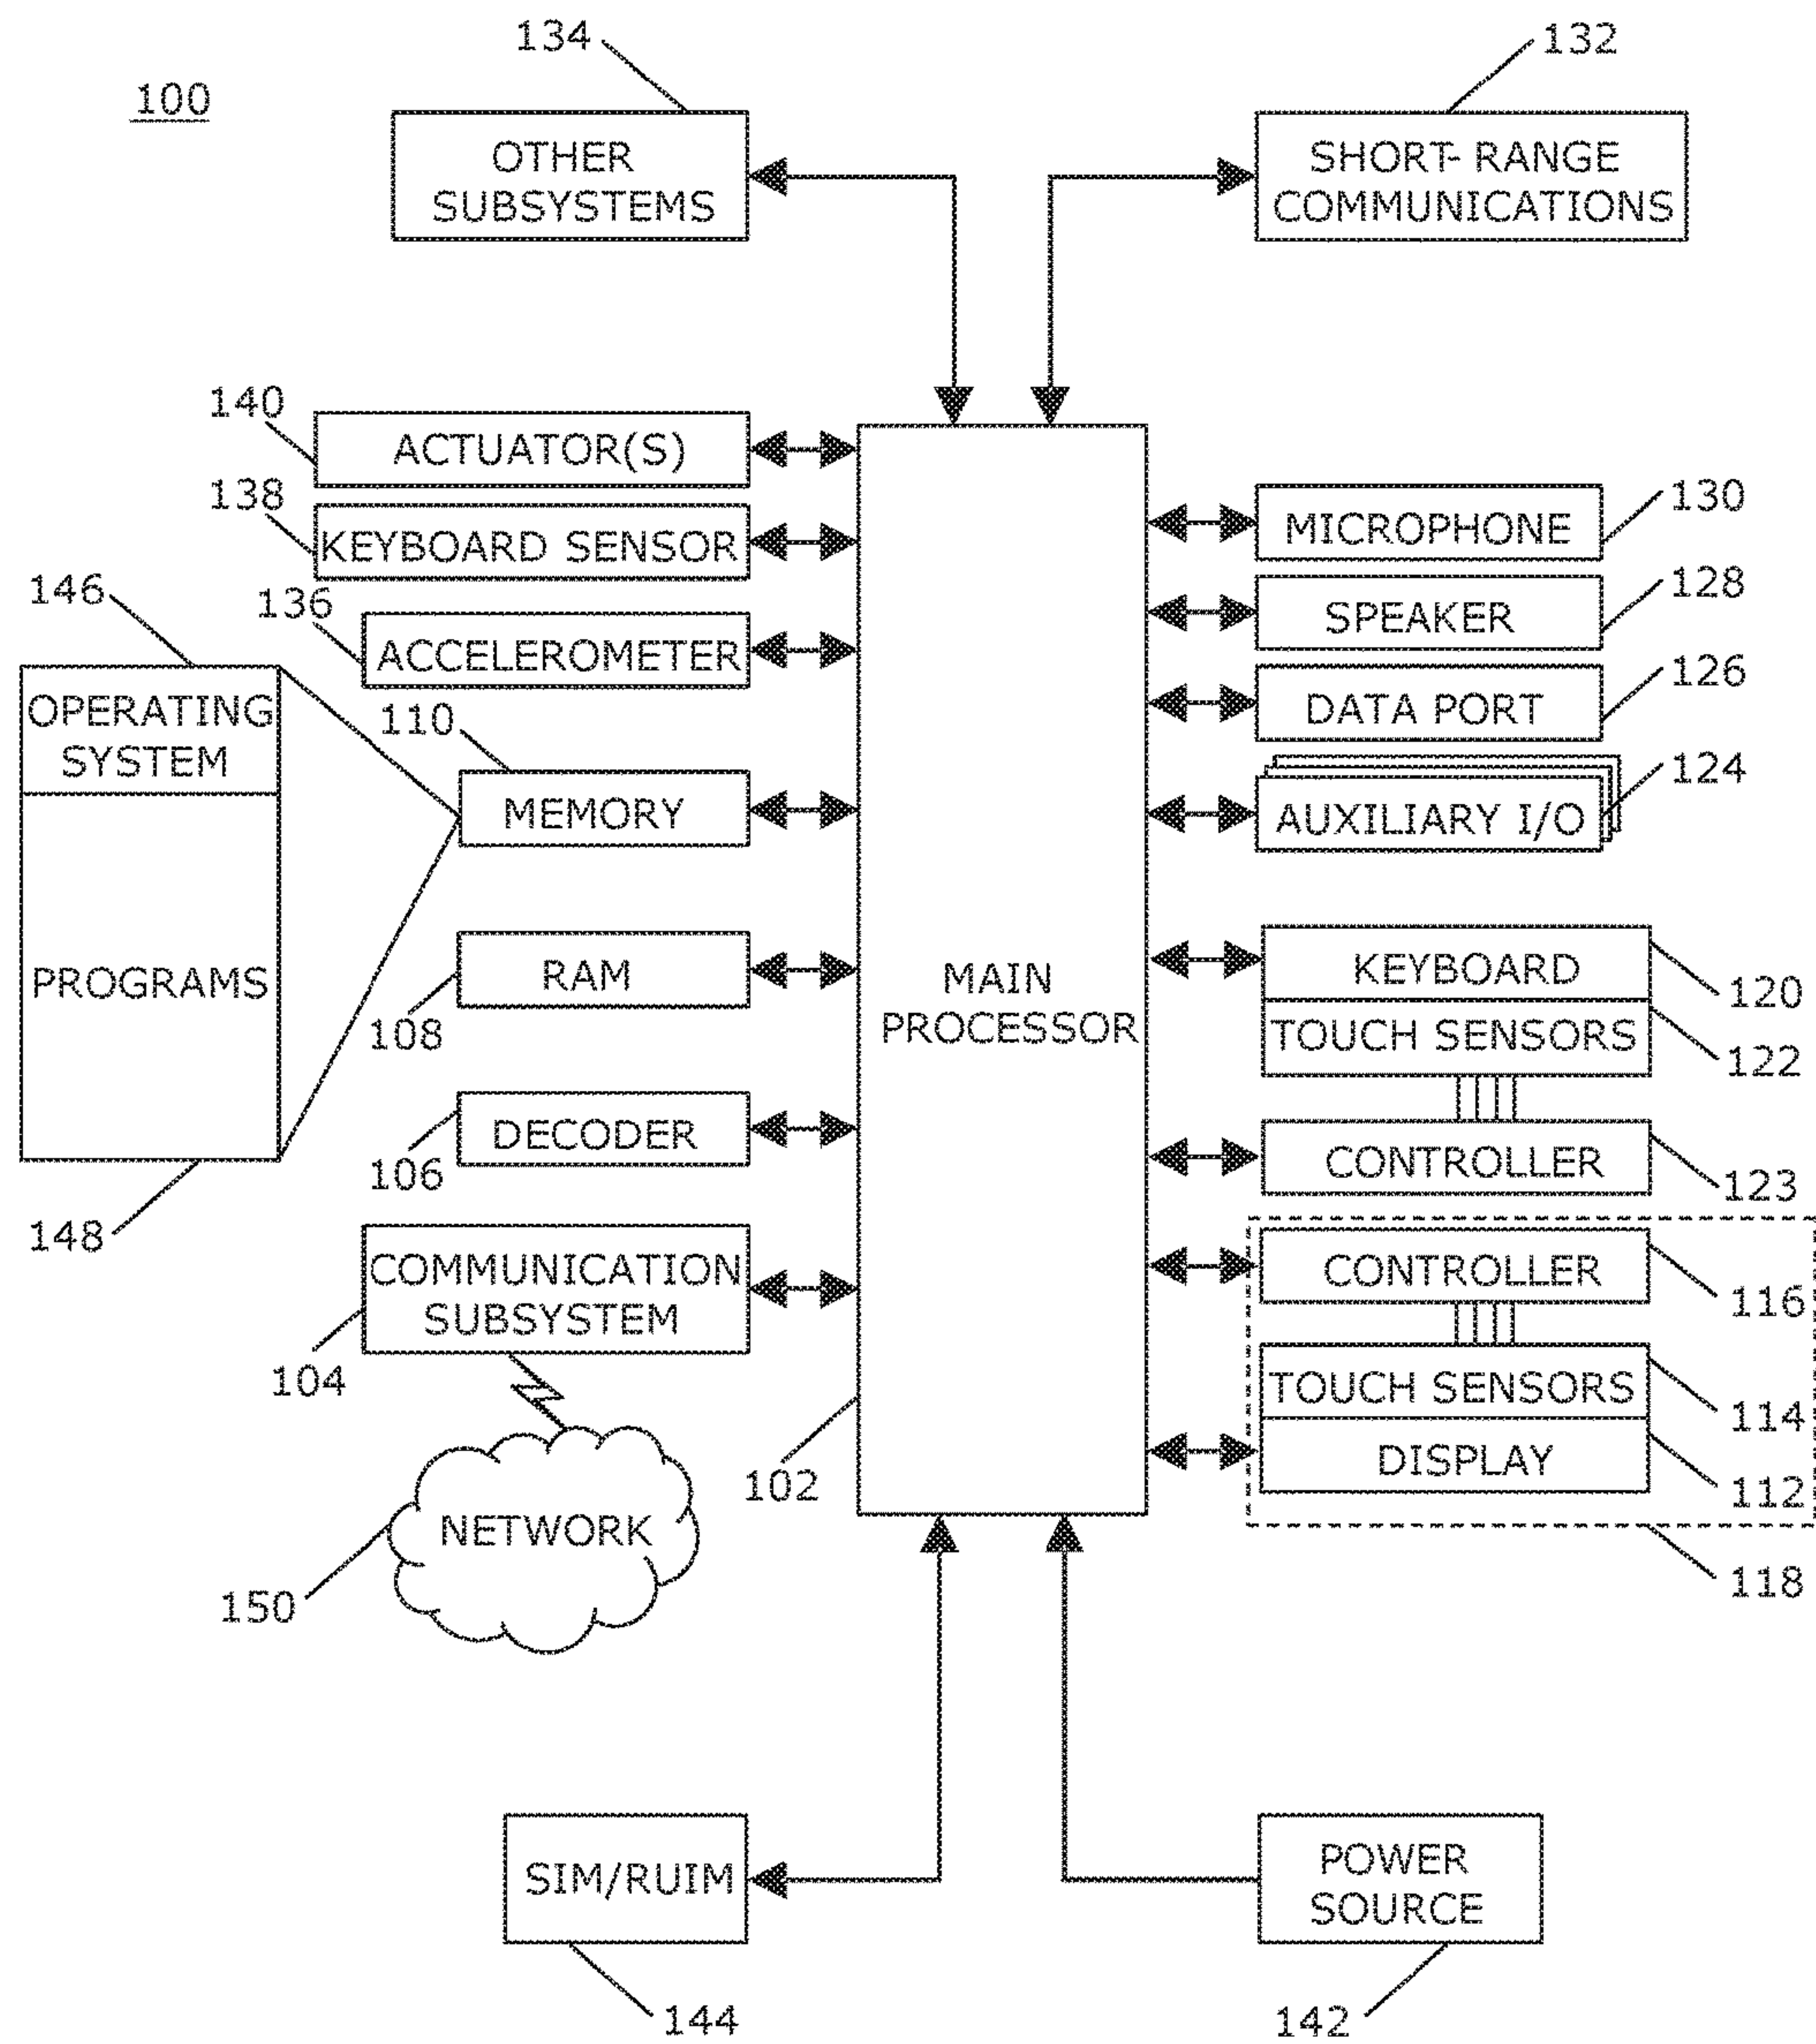 134
132
100
OTHER
SUBSYSTEMS
SHORT-RANGE
COMMUNICATIONS
140
ACTUATOR(S)
138
KEYBOARD SENSOR
146
136
ACCELEROMETER
OPERATING
SYSTEM
110
MEMORY
PROGRAMS
RAM
108
DECODER
106
148
COMMUNICATION
SUBSYSTEM
104
NETWORK
150
MAIN
PROCESSOR
102
MICROPHONE
130
SPEAKER
128
DATA PORT
126
AUXILIARY I/O
124
KEYBOARD
120
TOUCH SENSORS
122
CONTROLLER
123
CONTROLLER
116
TOUCH SENSORS
114
DISPLAY
112
118
SIM/RUIM
144
POWER
SOURCE
142